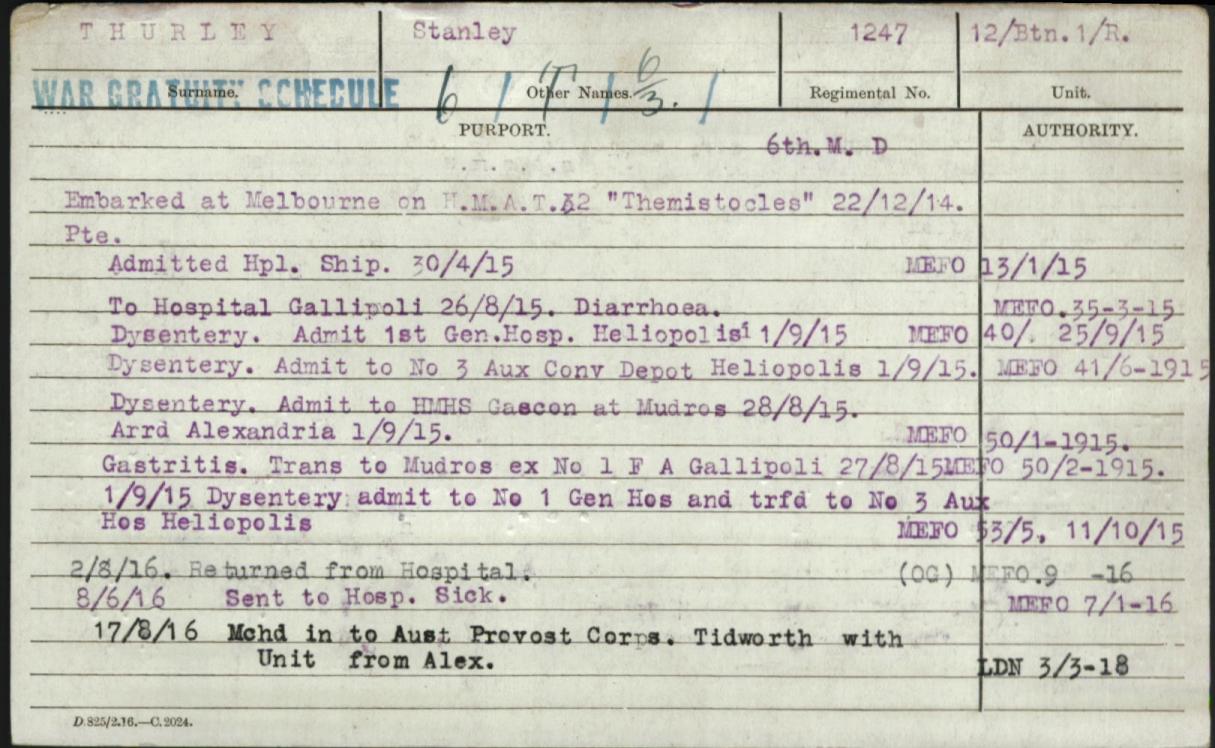 THURLEY Stanley 1247 12/Btn.1/R.
WAR GRATUITY SCHEDULE 6 / 17 / 6/3. /
Surname. Other Names. Regimental No. Unit.
PURPORT. AUTHORITY.
6th.M. D
Embarked at Melbourne on H.M.A.T.A32 "Themistocles" 22/12/14.
Pte.
Admitted Hpl. Ship. 30/4/15 MEFO 13/1/15
To Hospital Gallipoli 26/8/15. Diarrhoea. MEFO.35-3-15
Dysentery. Admit 1st Gen.Hosp. Heliopolis 1/9/15 MEFO 40/. 25/9/15
Dysentery. Admit to No 3 Aux Conv Depot Heliopolis 1/9/15. MEFO 41/6-1915
Dysentery. Admit to HMHS Gascon at Mudros 28/8/15.
Arrd Alexandria 1/9/15. MEFO 50/1-1915.
Gastritis. Trans to Mudros ex No 1 F A Gallipoli 27/8/15 MEFO 50/2-1915.
1/9/15 Dysentery admit to No 1 Gen Hos and trfd to No 3 Aux
Hos Heliopolis MEFO 53/5, 11/10/15
2/8/16. Returned from Hospital. (OG) MEFO.9 -16
8/6/16 Sent to Hosp. Sick. MEFO 7/1-16
17/8/16 Mchd in to Aust Provost Corps. Tidworth with
Unit from Alex. LDN 3/3-18
D.825/2.16.—C.2024.